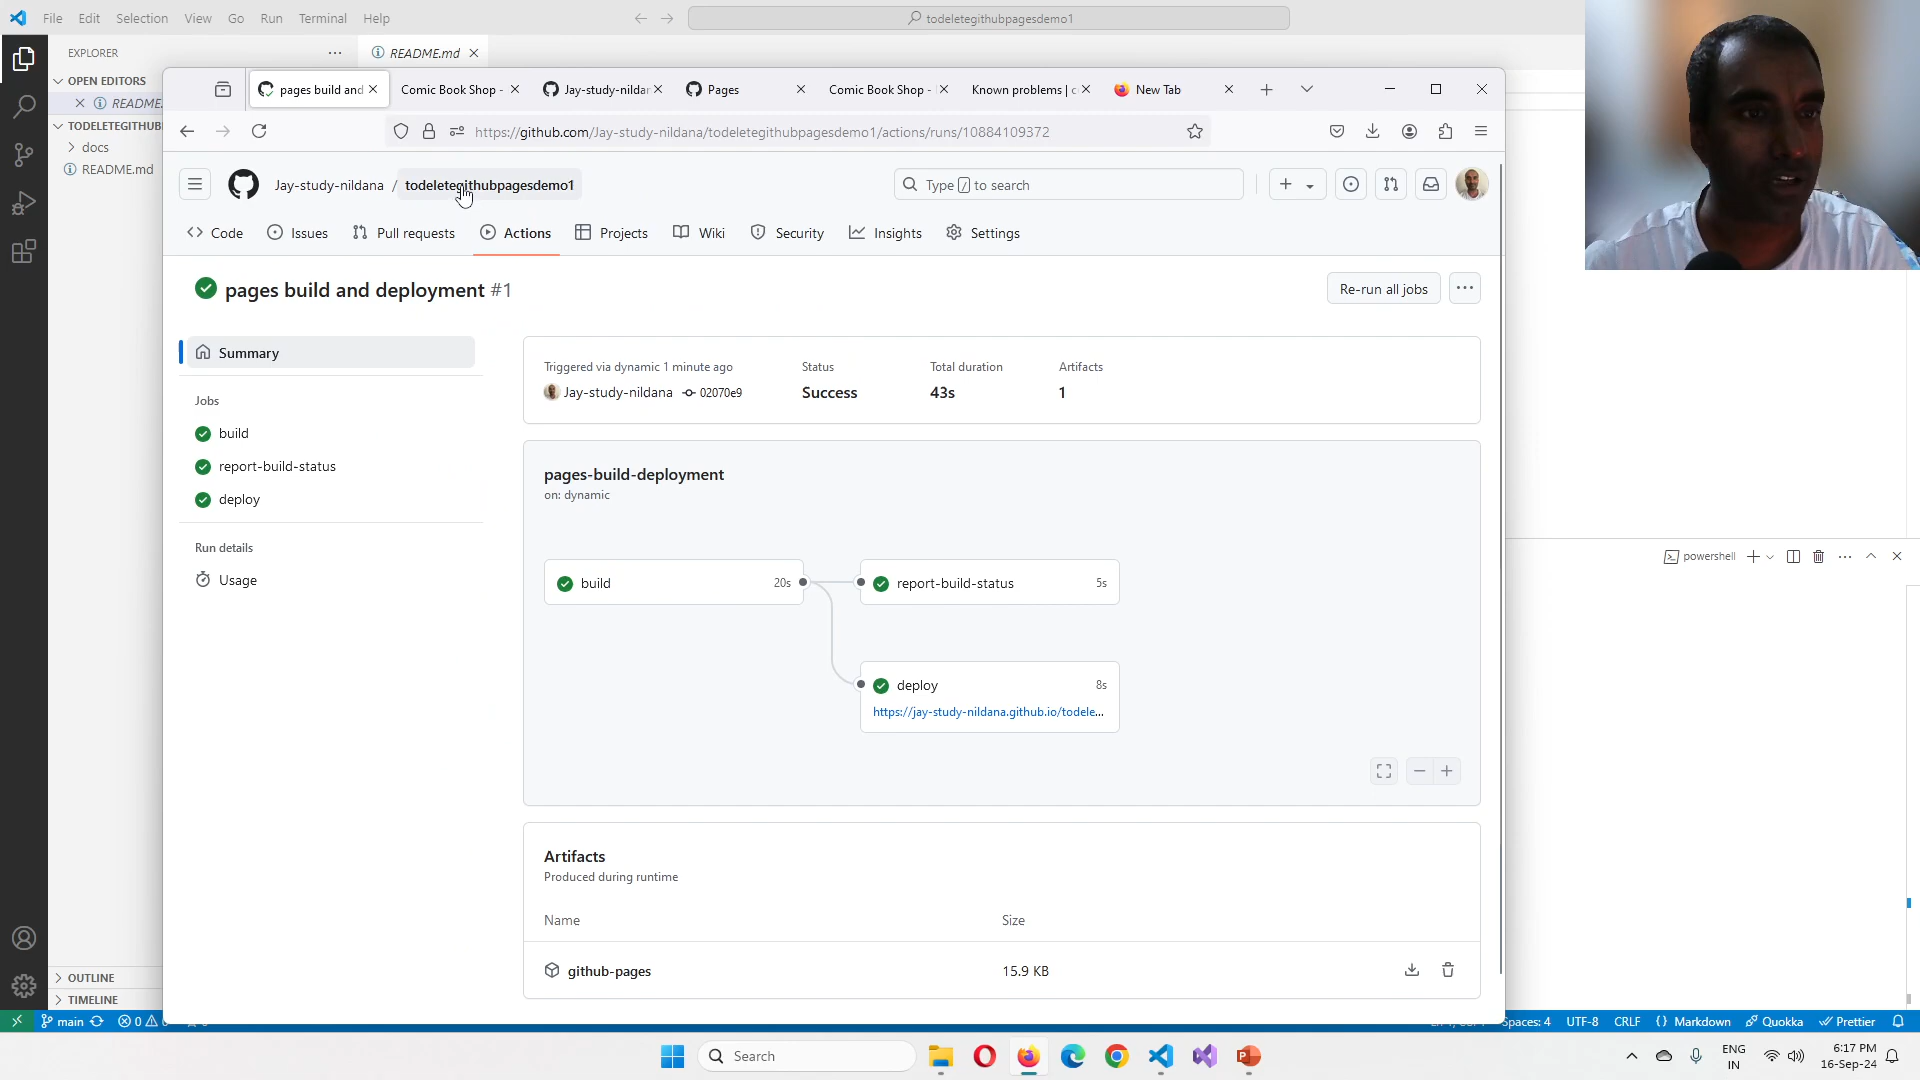 File Edit Selection View Go Run Terminal Help
todeletegithubpagesdemo1
EXPLORER
README.md
OPEN EDITORS
README.
TODELETEGITHUB
docs
README.md
OUTLINE
TIMELINE
pages build and
Comic Book Shop -
Jay-study-nildan
Pages
Comic Book Shop -
Known problems | c
New Tab
https://github.com/Jay-study-nildana/todeletegithubpagesdemo1/actions/runs/10884109372
Jay-study-nildana / todeletegithubpagesdemo1
Type / to search
Code Issues Pull requests Actions Projects Wiki Security Insights Settings
pages build and deployment #1
Re-run all jobs
Summary
Jobs
build
report-build-status
deploy
Run details
Usage
Triggered via dynamic 1 minute ago
Jay-study-nildana 02070e9
Status
Success
Total duration
43s
Artifacts
1
pages-build-deployment
on: dynamic
build 20s
report-build-status 5s
deploy 8s
https://jay-study-nildana.github.io/todele...
Artifacts
Produced during runtime
Name Size
github-pages 15.9 KB
powershell
main
0
Spaces: 4 UTF-8 CRLF {} Markdown Quokka Prettier
Search
ENG
IN
6:17 PM
16-Sep-24